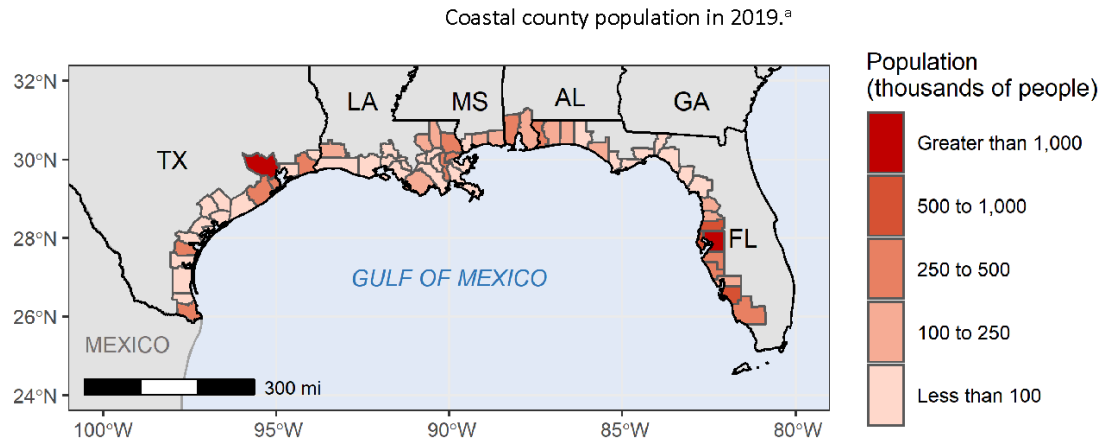 Coastal county population in 2019.ᵃ
32°N
30°N
28°N
26°N
24°N
TX
LA
MS
AL
GA
FL
GULF OF MEXICO
MEXICO
300 mi
100°W
95°W
90°W
85°W
80°W
Population
(thousands of people)
Greater than 1,000
500 to 1,000
250 to 500
100 to 250
Less than 100